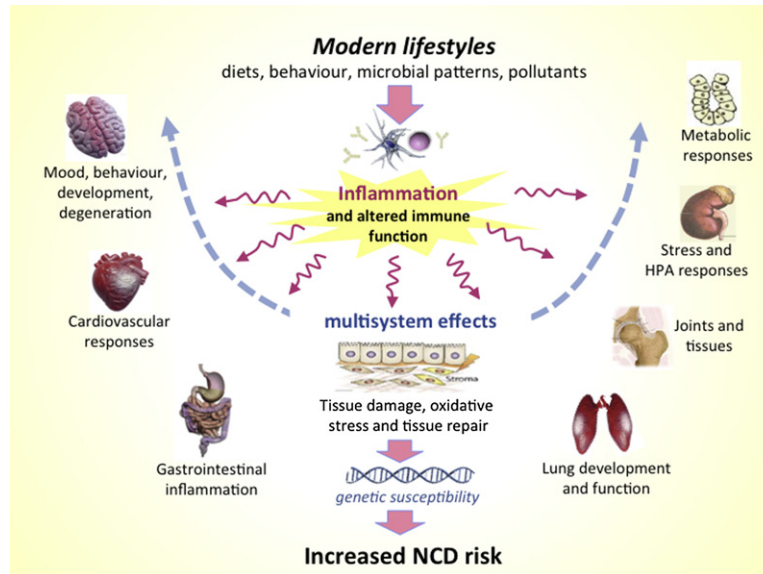 Modern lifestyles
diets, behaviour, microbial patterns, pollutants
Mood, behaviour,
development,
degeneration
Metabolic
responses
Inflammation
and altered immune
function
Stress and
HPA responses
Cardiovascular
responses
multisystem effects
Joints and
tissues
Stroma
Tissue damage, oxidative
stress and tissue repair
Gastrointestinal
inflammation
Lung development
and function
genetic susceptibility
Increased NCD risk